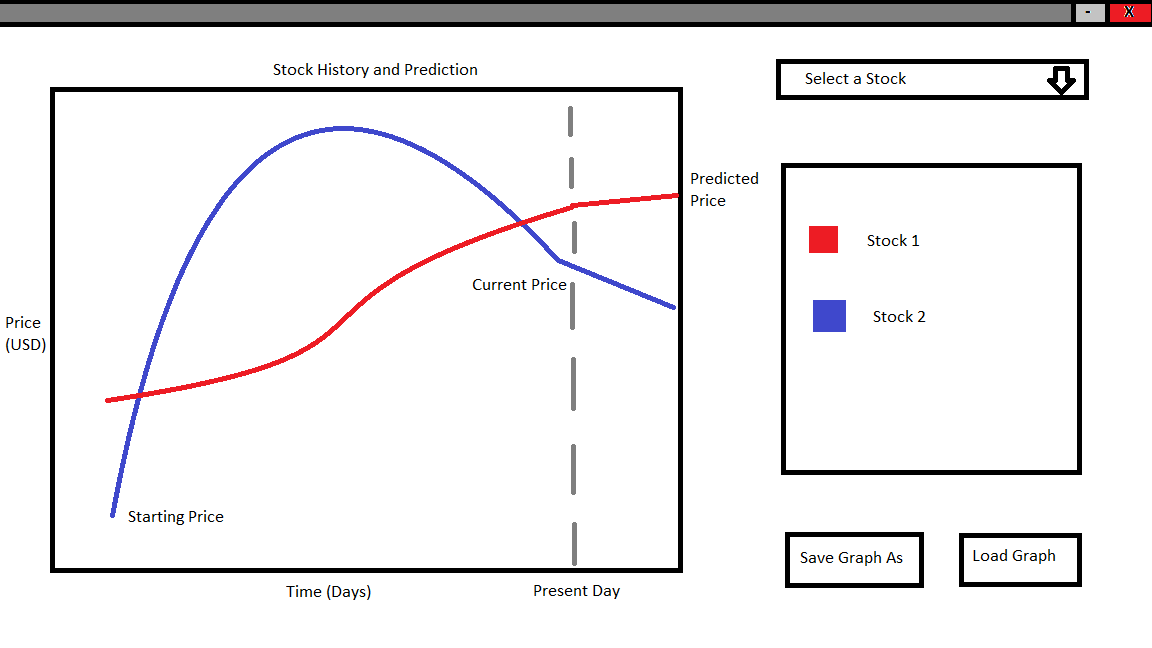 -
X
Stock History and Prediction
Select a Stock
Predicted
Price
Stock 1
Current Price
Stock 2
Price
(USD)
Starting Price
Save Graph As
Load Graph
Time (Days)
Present Day